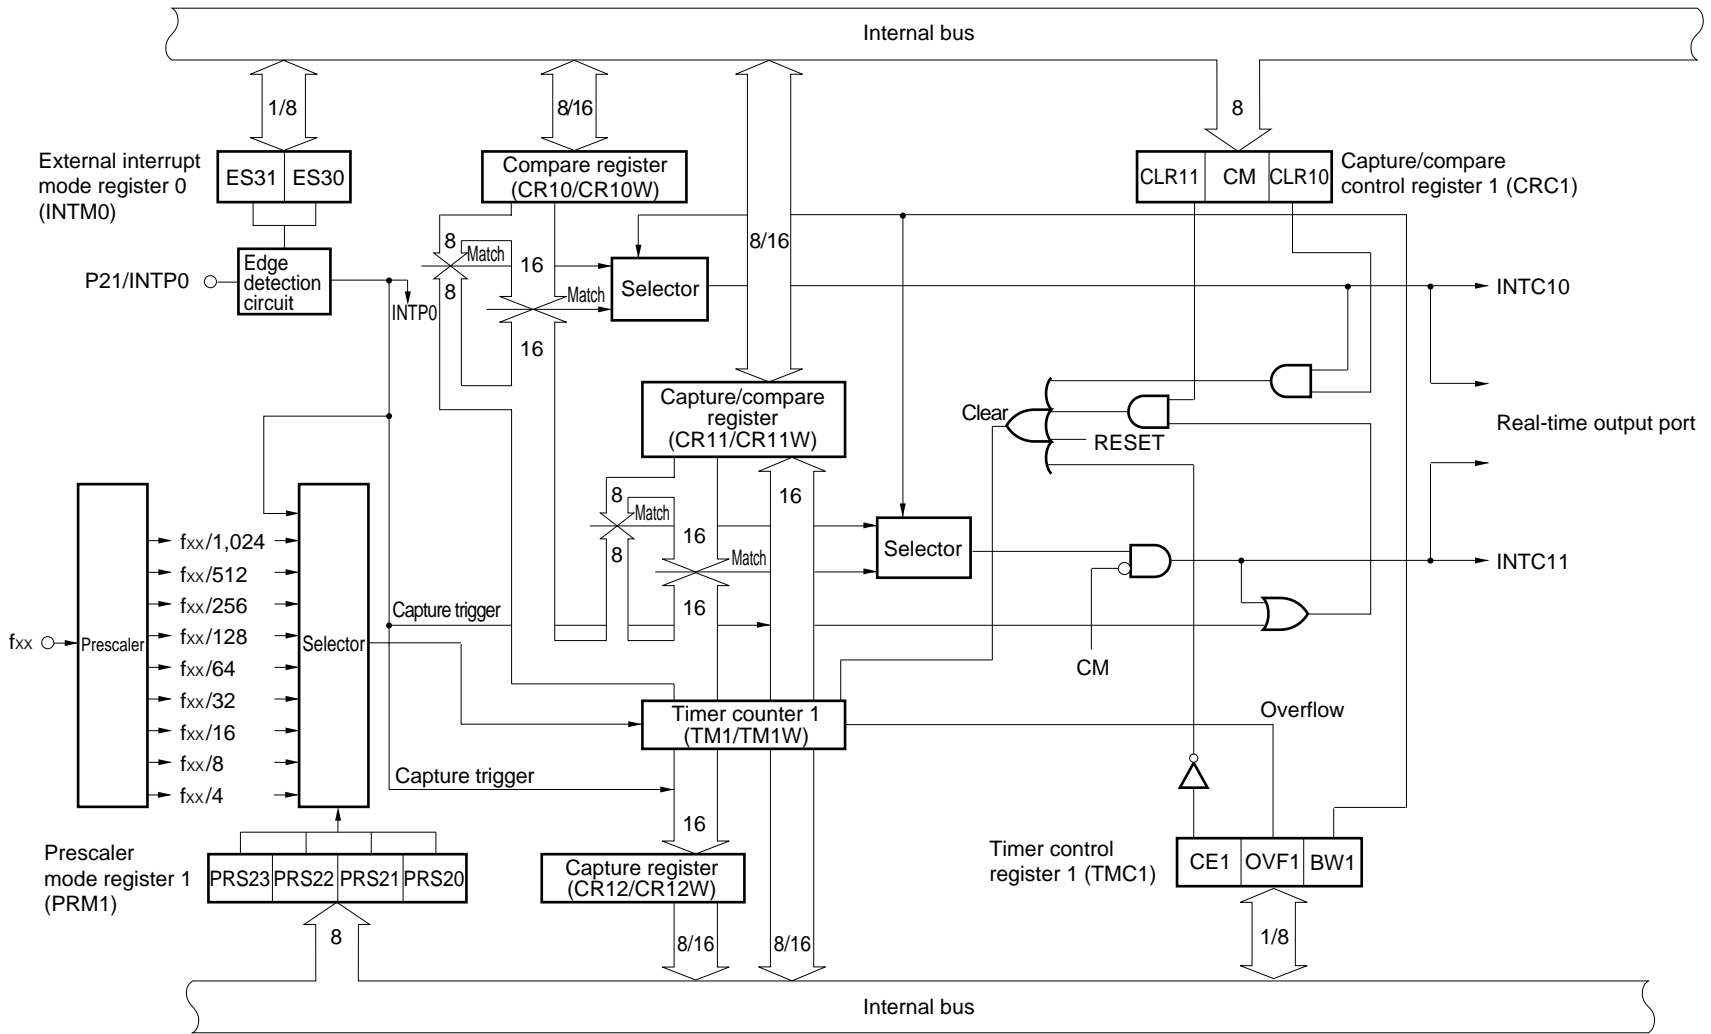 Internal bus
1/8
8/16
8
External interrupt
mode register 0
(INTM0)
ES31
ES30
Compare register
(CR10/CR10W)
CLR11
CM
CLR10
Capture/compare
control register 1 (CRC1)
8
Match
16
8/16
P21/INTP0
Edge
detection
circuit
INTP0
8
Match
16
Selector
INTC10
Capture/compare
register
(CR11/CR11W)
Clear
RESET
Real-time output port
8
Match
16
16
8
Match
16
Selector
INTC11
fxx
Prescaler
fxx/1,024
fxx/512
fxx/256
fxx/128
fxx/64
fxx/32
fxx/16
fxx/8
fxx/4
Selector
Capture trigger
CM
Timer counter 1
(TM1/TM1W)
Overflow
Capture trigger
16
Prescaler
mode register 1
(PRM1)
PRS23
PRS22
PRS21
PRS20
Capture register
(CR12/CR12W)
Timer control
register 1 (TMC1)
CE1
OVF1
BW1
8
8/16
8/16
1/8
Internal bus